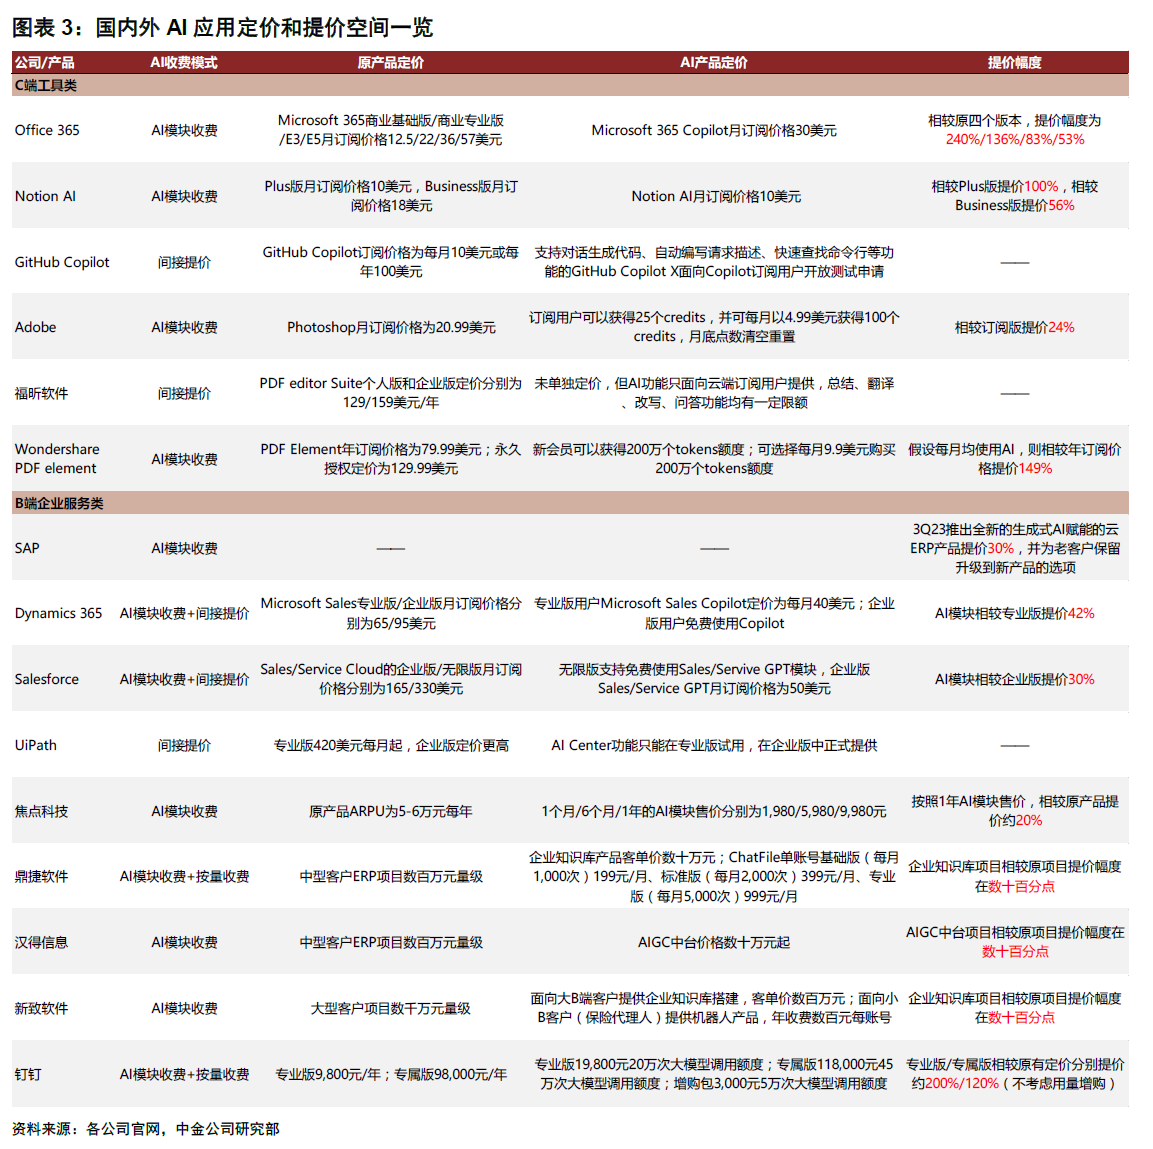 图表 3：国内外 AI 应用定价和提价空间一览
公司/产品 AI收费模式 原产品定价 AI产品定价 提价幅度
C端工具类
Office 365 AI模块收费
Microsoft 365商业基础版/商业专业版
/E3/E5月订阅价格12.5/22/36/57美元
Microsoft 365 Copilot月订阅价格30美元
相较原四个版本，提价幅度为
240%/136%/83%/53%
Notion AI AI模块收费
Plus版月订阅价格10美元，Business版月订
阅价格18美元
Notion AI月订阅价格10美元
相较Plus版提价100%，相较
Business版提价56%
GitHub Copilot 间接提价
GitHub Copilot订阅价格为每月10美元或每
年100美元
支持对话生成代码、自动编写请求描述、快速查找命令行等功
能的GitHub Copilot X面向Copilot订阅用户开放测试申请
——
Adobe AI模块收费
Photoshop月订阅价格为20.99美元
订阅用户可以获得25个credits，并可每月以4.99美元获得100个
credits，月底点数清空重置
相较订阅版提价24%
福昕软件 间接提价
PDF editor Suite个人版和企业版定价分别为
129/159美元/年
未单独定价，但AI功能只面向云端订阅用户提供，总结、翻译
、改写、问答功能均有一定限额
——
Wondershare
PDF element
AI模块收费
PDF Element年订阅价格为79.99美元；永久
授权定价为129.99美元
新会员可以获得200万个tokens额度；可选择每月9.9美元购买
200万个tokens额度
假设每月均使用AI，则相较年订阅价
格提价149%
B端企业服务类
SAP AI模块收费 —— ——
3Q23推出全新的生成式AI赋能的云
ERP产品提价30%，并为老客户保留
升级到新产品的选项
Dynamics 365 AI模块收费+间接提价
Microsoft Sales专业版/企业版月订阅价格分
别为65/95美元
专业版用户Microsoft Sales Copilot定价为每月40美元；企业
版用户免费使用Copilot
AI模块相较专业版提价42%
Salesforce AI模块收费+间接提价
Sales/Service Cloud的企业版/无限版月订阅
价格分别为165/330美元
无限版支持免费使用Sales/Servive GPT模块，企业版
Sales/Service GPT月订阅价格为50美元
AI模块相较企业版提价30%
UiPath 间接提价 专业版420美元每月起，企业版定价更高 AI Center功能只能在专业版试用，在企业版中正式提供 ——
焦点科技 AI模块收费 原产品ARPU为5-6万元每年 1个月/6个月/1年的AI模块售价分别为1,980/5,980/9,980元
按照1年AI模块售价，相较原产品提
价约20%
鼎捷软件 AI模块收费+按量收费 中型客户ERP项目数百万元量级
企业知识库产品客单价数十万元；ChatFile单账号基础版（每月
1,000次）199元/月、标准版（每月2,000次）399元/月、专业
版（每月5,000次）999元/月
企业知识库项目相较原项目提价幅度
在数十百分点
汉得信息 AI模块收费 中型客户ERP项目数百万元量级 AIGC中台价格数十万元起
AIGC中台项目相较原项目提价幅度在
数十百分点
新致软件 AI模块收费 大型客户项目数千万元量级
面向大B端客户提供企业知识库搭建，客单价数百万元；面向小
B客户（保险代理人）提供机器人产品，年收费数百元每账号
企业知识库项目相较原项目提价幅度
在数十百分点
钉钉 AI模块收费+按量收费 专业版9,800元/年；专属版98,000元/年
专业版19,800元20万次大模型调用额度；专属版118,000元45
万次大模型调用额度；增购包3,000元5万次大模型调用额度
专业版/专属版相较原有定价分别提价
约200%/120%（不考虑用量增购）
资料来源：各公司官网，中金公司研究部